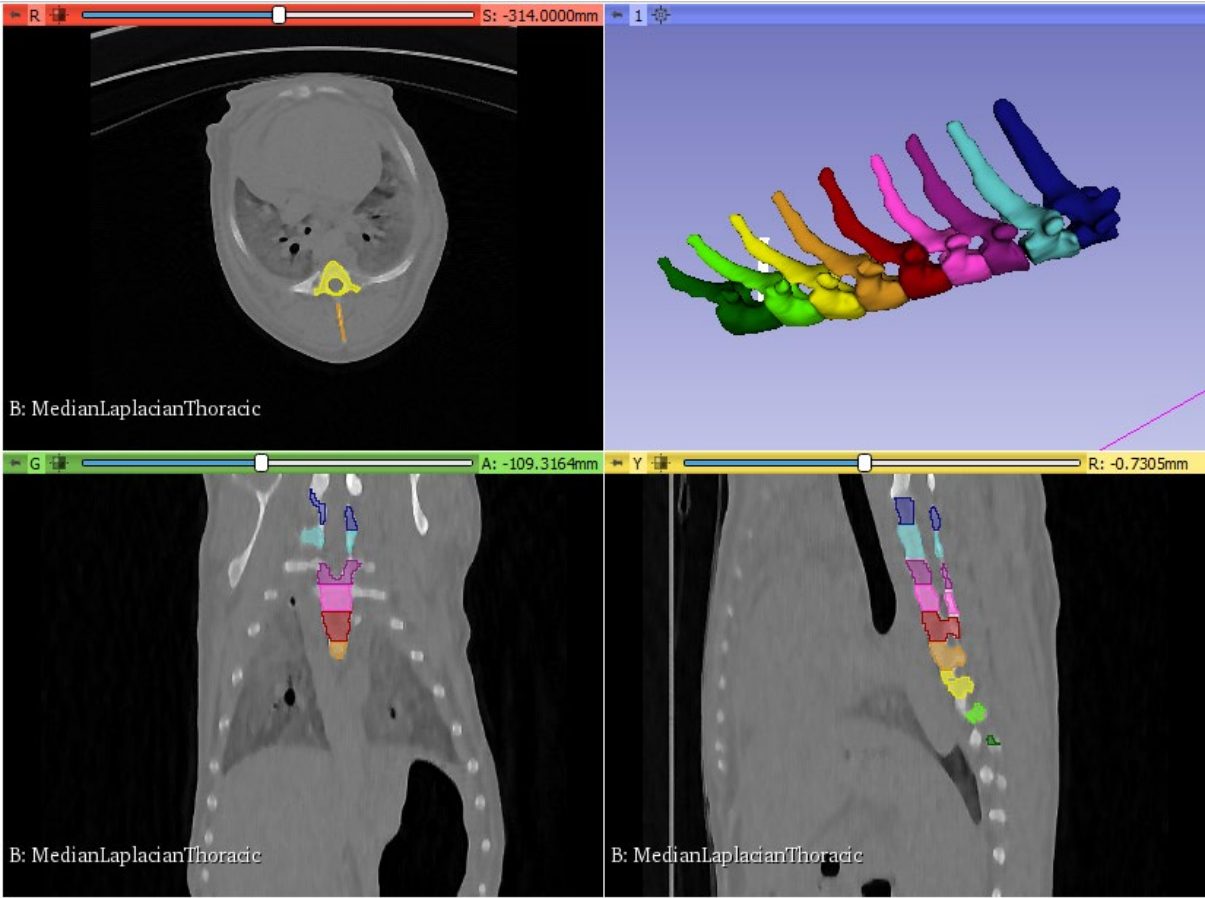 R S: -314.0000mm
1
B: MedianLaplacianThoracic
G A: -109.3164mm
Y R: -0.7305mm
B: MedianLaplacianThoracic
B: MedianLaplacianThoracic